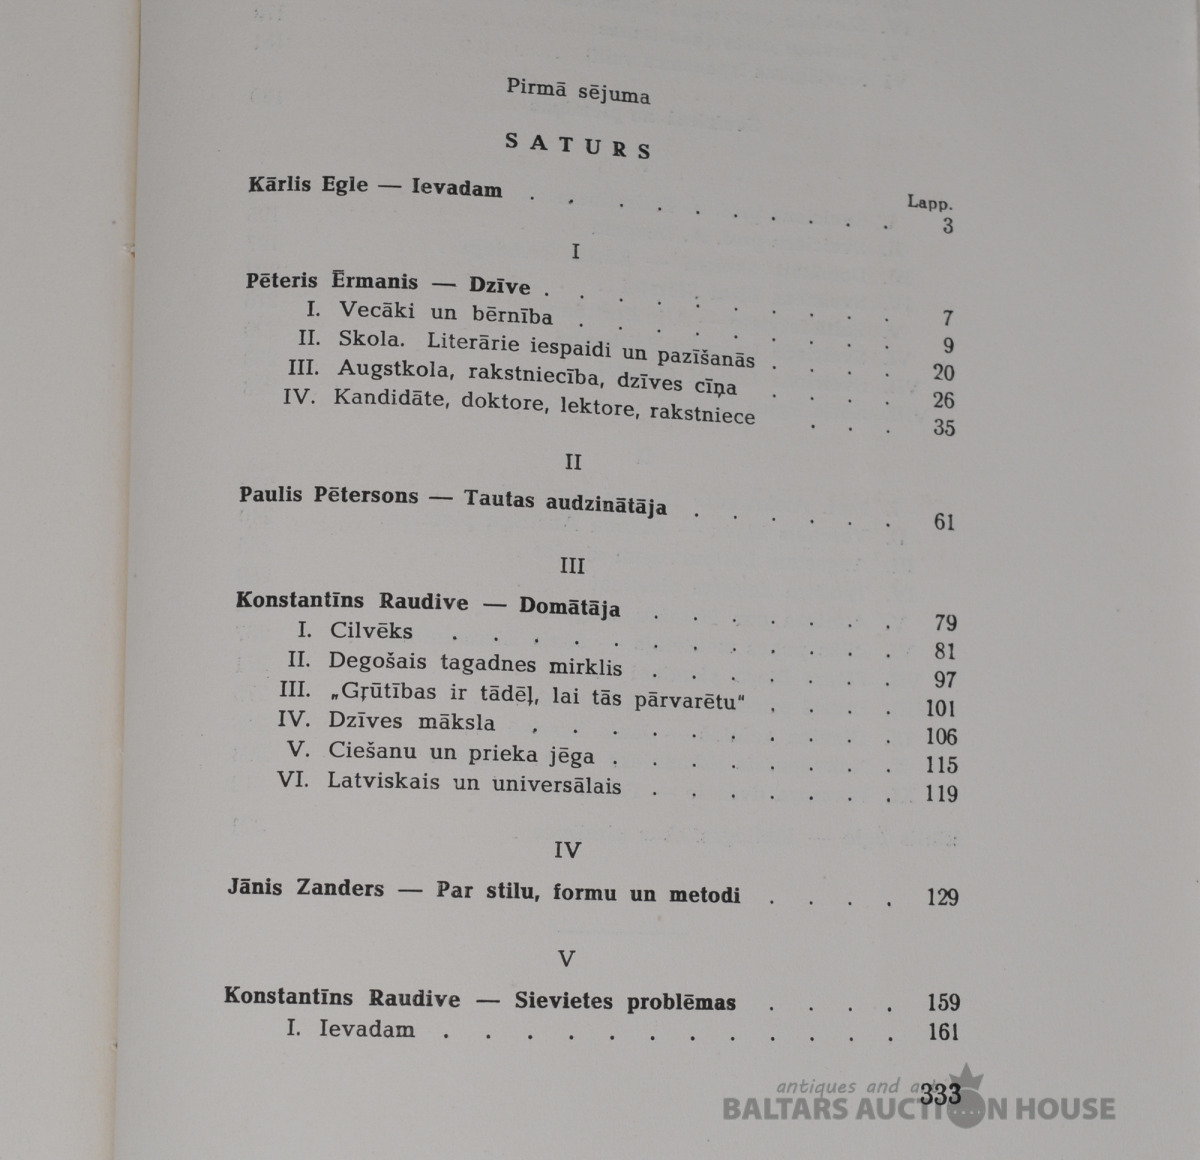 Pirmā sējuma
SATURS
Lapp.
Kārlis Egle — Ievadam . . . . . . . . . . 3
I
Pēteris Ērmanis — Dzīve . . . . . . . . . . 7
I. Vecāki un bērnība . . . . . . . . . 9
II. Skola. Literārie iespaidi un pazīšanās . . . . 20
III. Augstkola, rakstniecība, dzīves cīņa . . . . 26
IV. Kandidāte, doktore, lektore, rakstniece . . . 35
II
Paulis Pētersons — Tautas audzinātāja . . . . . . 61
III
Konstantīns Raudive — Domātāja . . . . . . . 79
I. Cilvēks . . . . . . . . . . . . 81
II. Degošais tagadnes mirklis . . . . . . . 97
III. „Gŗūtības ir tādēļ, lai tās pārvarētu“ . . . . 101
IV. Dzīves māksla . . . . . . . . . . 106
V. Ciešanu un prieka jēga . . . . . . . . 115
VI. Latviskais un universālais . . . . . . . 119
IV
Jānis Zanders — Par stilu, formu un metodi . . . . 129
V
Konstantīns Raudive — Sievietes problēmas . . . . 159
I. Ievadam . . . . . . . . . . . . 161
333
antiques and art
BALTARS AUCTION HOUSE